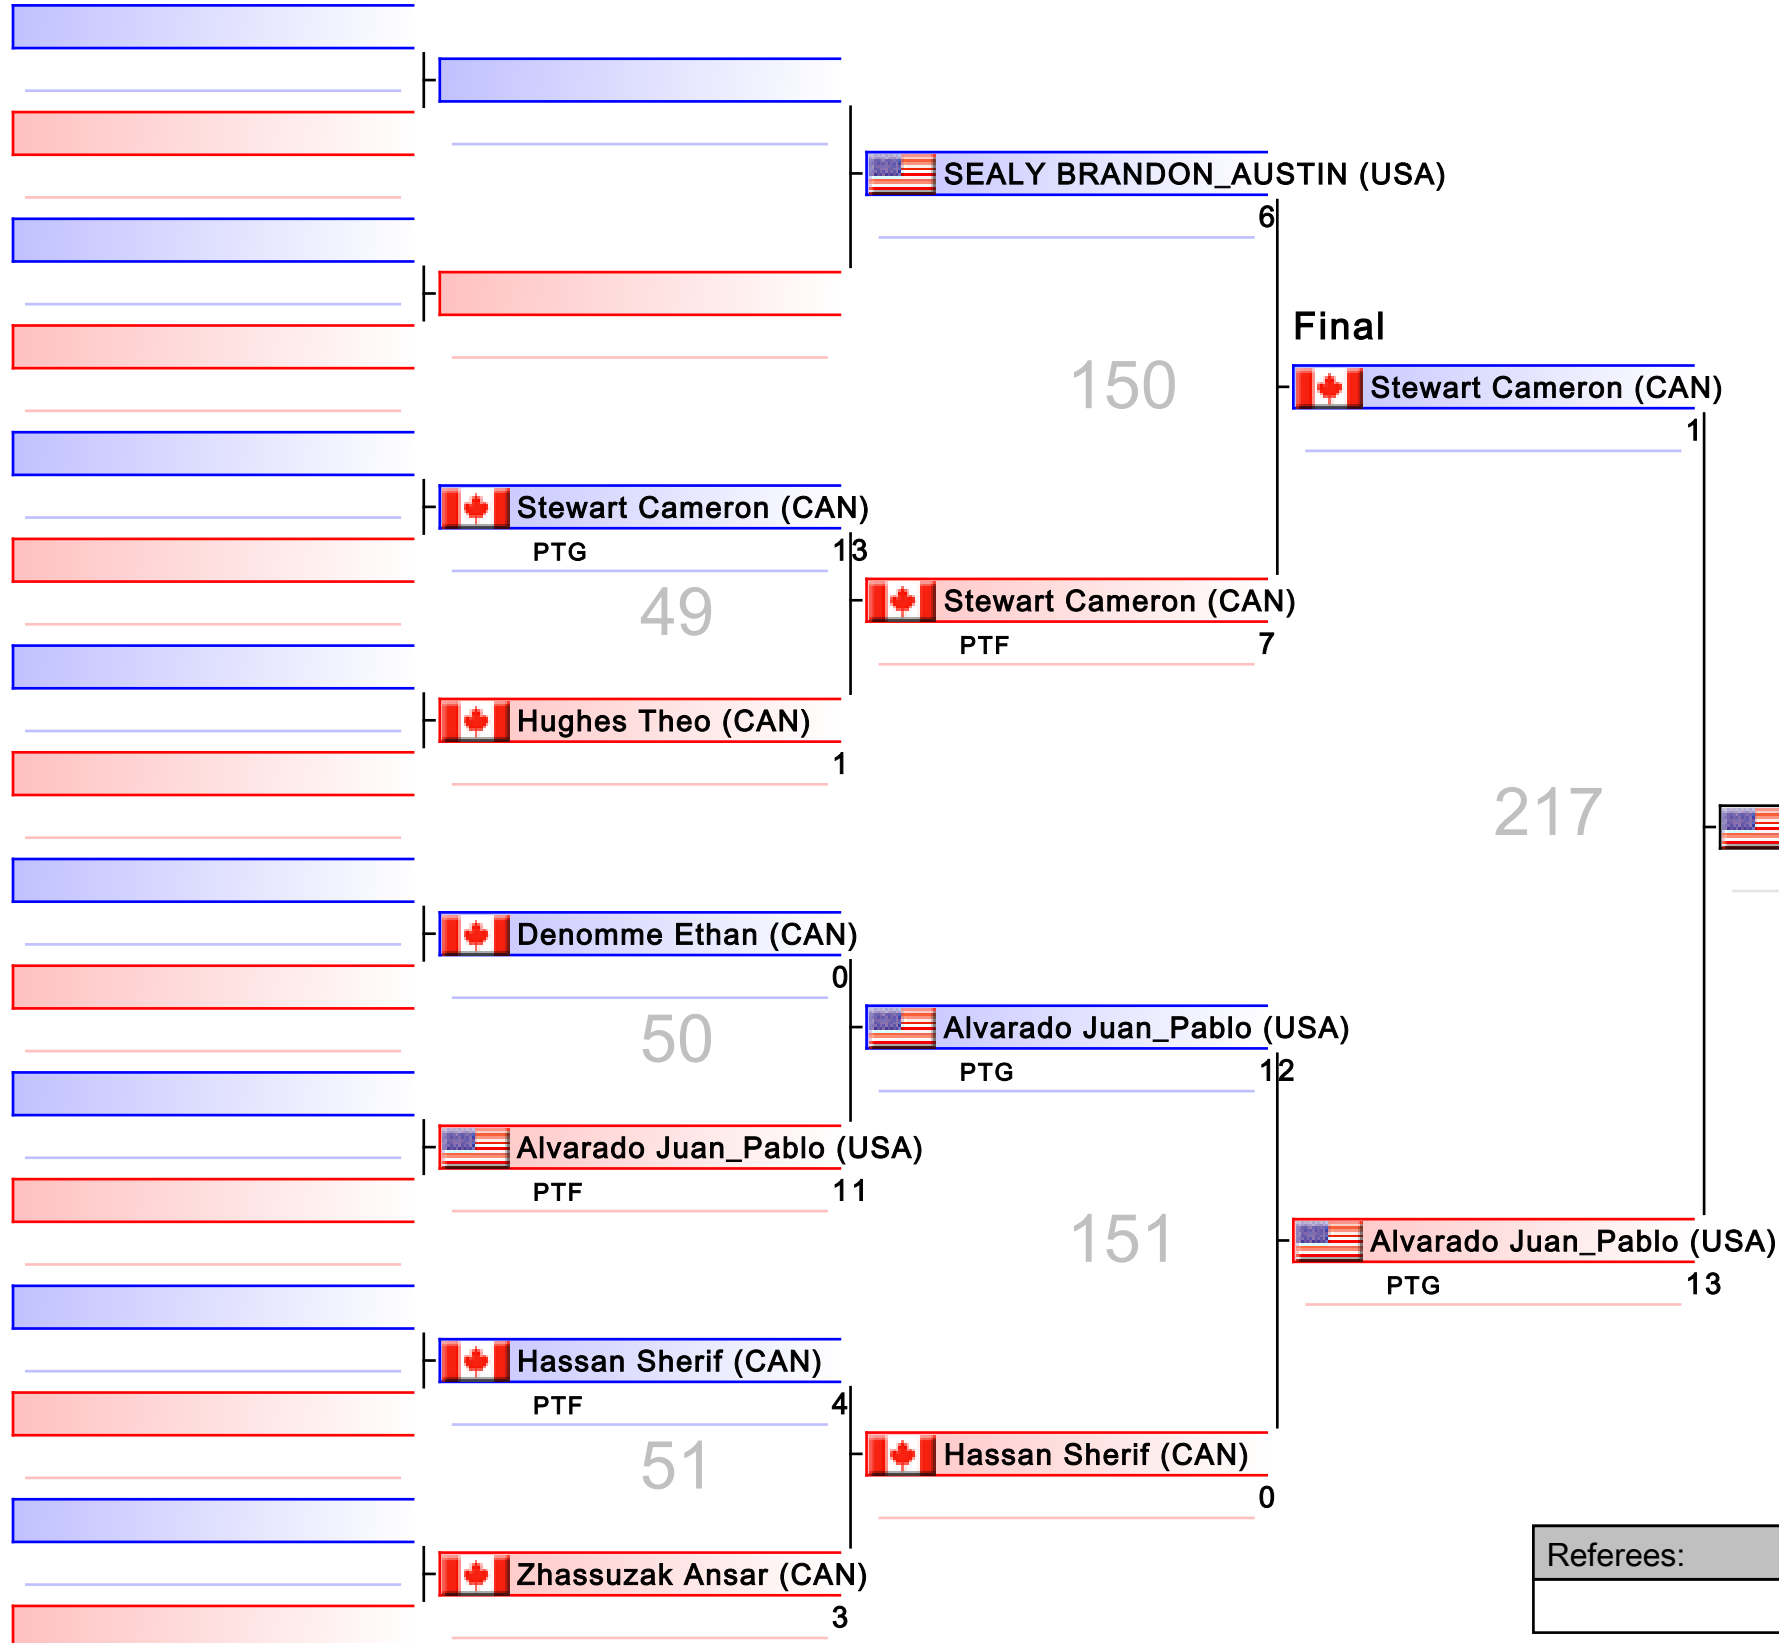 SEALY BRANDON_AUSTIN (USA)
6
Final
150
Stewart Cameron (CAN)
1
Stewart Cameron (CAN)
PTG 13
49
Stewart Cameron (CAN)
PTF 7
Hughes Theo (CAN)
1
217
Denomme Ethan (CAN)
0
50
Alvarado Juan_Pablo (USA)
PTG 12
Alvarado Juan_Pablo (USA)
PTF 11
151
Alvarado Juan_Pablo (USA)
PTG 13
Hassan Sherif (CAN)
PTF 4
51
Hassan Sherif (CAN)
0
Zhassuzak Ansar (CAN)
3
Referees: